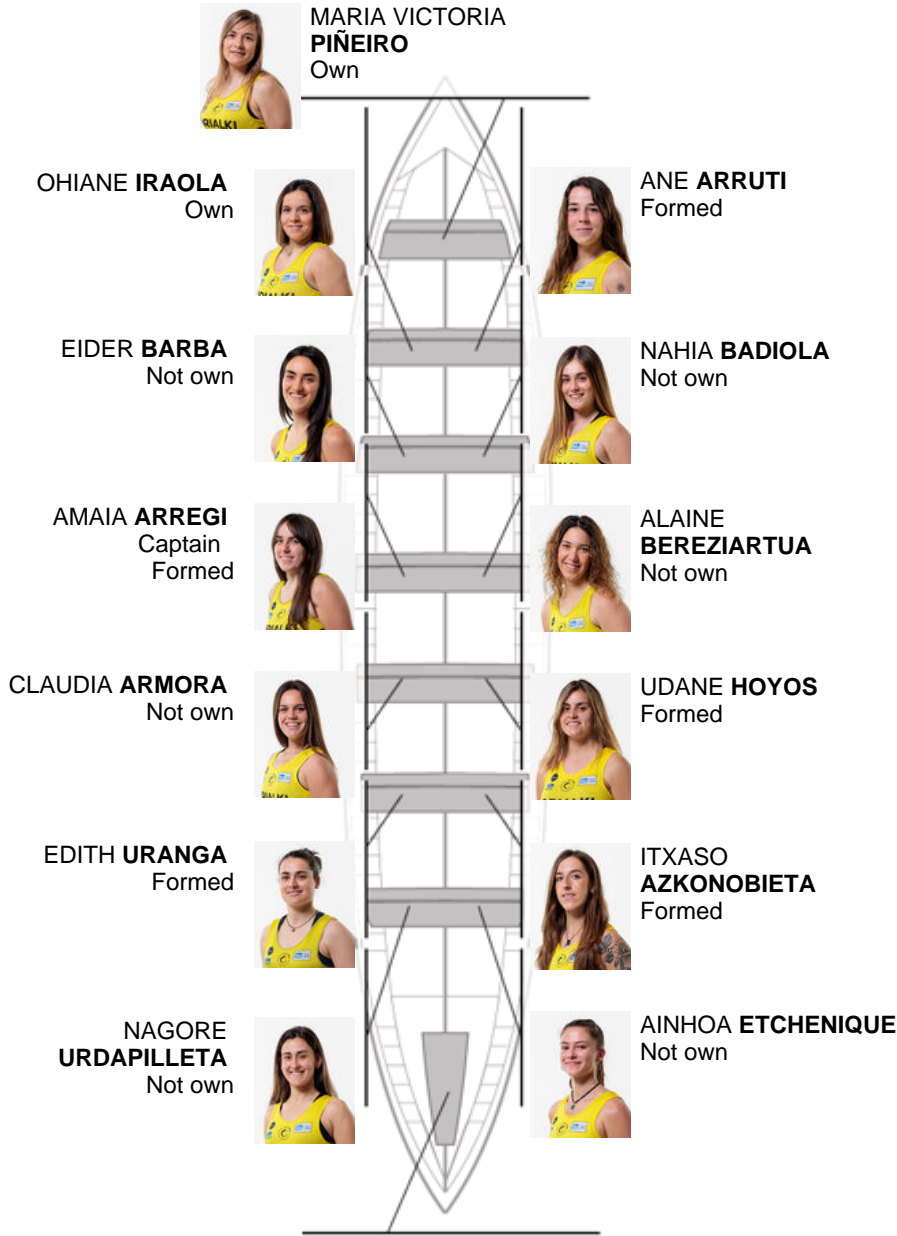 MARIA VICTORIA
PIÑEIRO
Own
OHIANE IRAOLA
Own
ANE ARRUTI
Formed
EIDER BARBA
Not own
NAHIA BADIOLA
Not own
AMAIA ARREGI
Captain
Formed
ALAINE
BEREZIARTUA
Not own
CLAUDIA ARMORA
Not own
UDANE HOYOS
Formed
EDITH URANGA
Formed
ITXASO
AZKONOBIETA
Formed
NAGORE
URDAPILLETA
Not own
AINHOA ETCHENIQUE
Not own